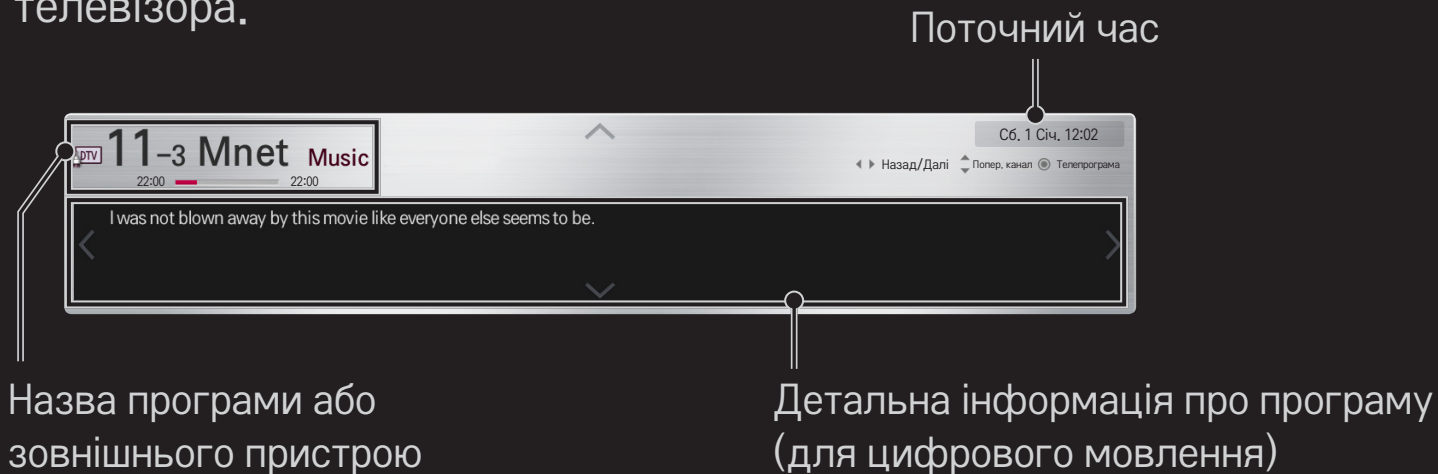 телевізора.
Поточний час
DTV 11-3 Mnet Music
Сб. 1 Січ. 12:02
Назад/Далі Попер. канал Телепрограма
22:00 22:00
I was not blown away by this movie like everyone else seems to be.
Назва програми або
зовнішнього пристрою
Детальна інформація про програму
(для цифрового мовлення)